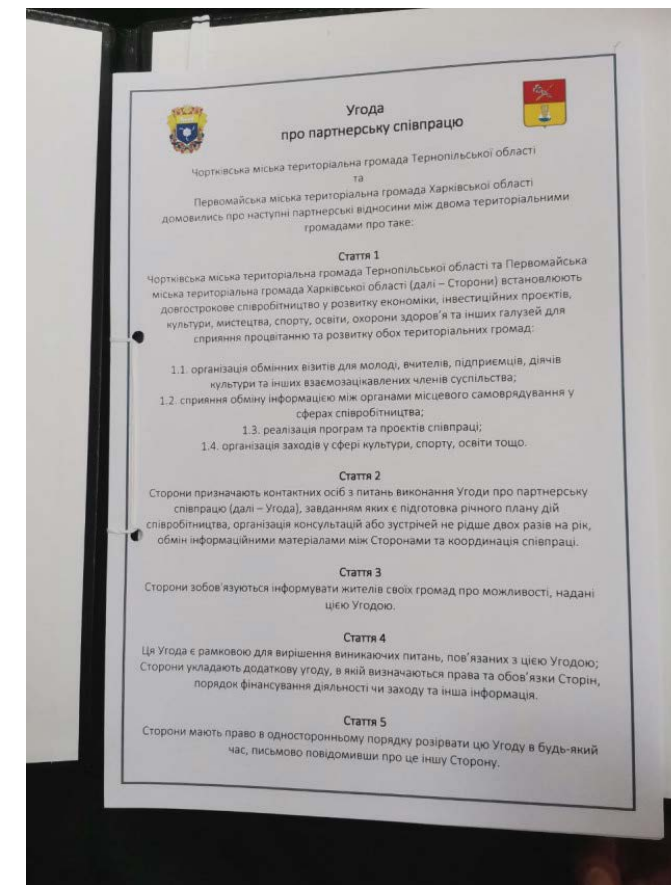 Угода
про партнерську співпрацю
Чортківська міська територіальна громада Тернопільської області
та
Первомайська міська територіальна громада Харківської області
домовились про наступні партнерські відносини між двома територіальними
громадами про таке:
Стаття 1
Чортківська міська територіальна громада Тернопільської області та Первомайська
міська територіальна громада Харківської області (далі – Сторони) встановлюють
довгострокове співробітництво у розвитку економіки, інвестиційних проєктів,
культури, мистецтва, спорту, освіти, охорони здоров'я та інших галузей для
сприяння процвітанню та розвитку обох територіальних громад:
1.1. організація обмінних візитів для молоді, вчителів, підприємців, діячів
культури та інших взаємозацікавлених членів суспільства;
1.2. сприяння обміну інформацією між органами місцевого самоврядування у
сферах співробітництва;
1.3. реалізація програм та проєктів співпраці;
1.4. організація заходів у сфері культури, спорту, освіти тощо.
Стаття 2
Сторони призначають контактних осіб з питань виконання Угоди про партнерську
співпрацю (далі – Угода), завданням яких є підготовка річного плану дій
співробітництва, організація консультацій або зустрічей не рідше двох разів на рік,
обмін інформаційними матеріалами між Сторонами та координація співпраці.
Стаття 3
Сторони зобов'язуються інформувати жителів своїх громад про можливості, надані
цією Угодою.
Стаття 4
Ця Угода є рамковою для вирішення виникаючих питань, пов'язаних з цією Угодою;
Сторони укладають додаткову угоду, в якій визначаються права та обов'язки Сторін,
порядок фінансування діяльності чи заходу та інша інформація.
Стаття 5
Сторони мають право в односторонньому порядку розірвати цю Угоду в будь-який
час, письмово повідомивши про це іншу Сторону.